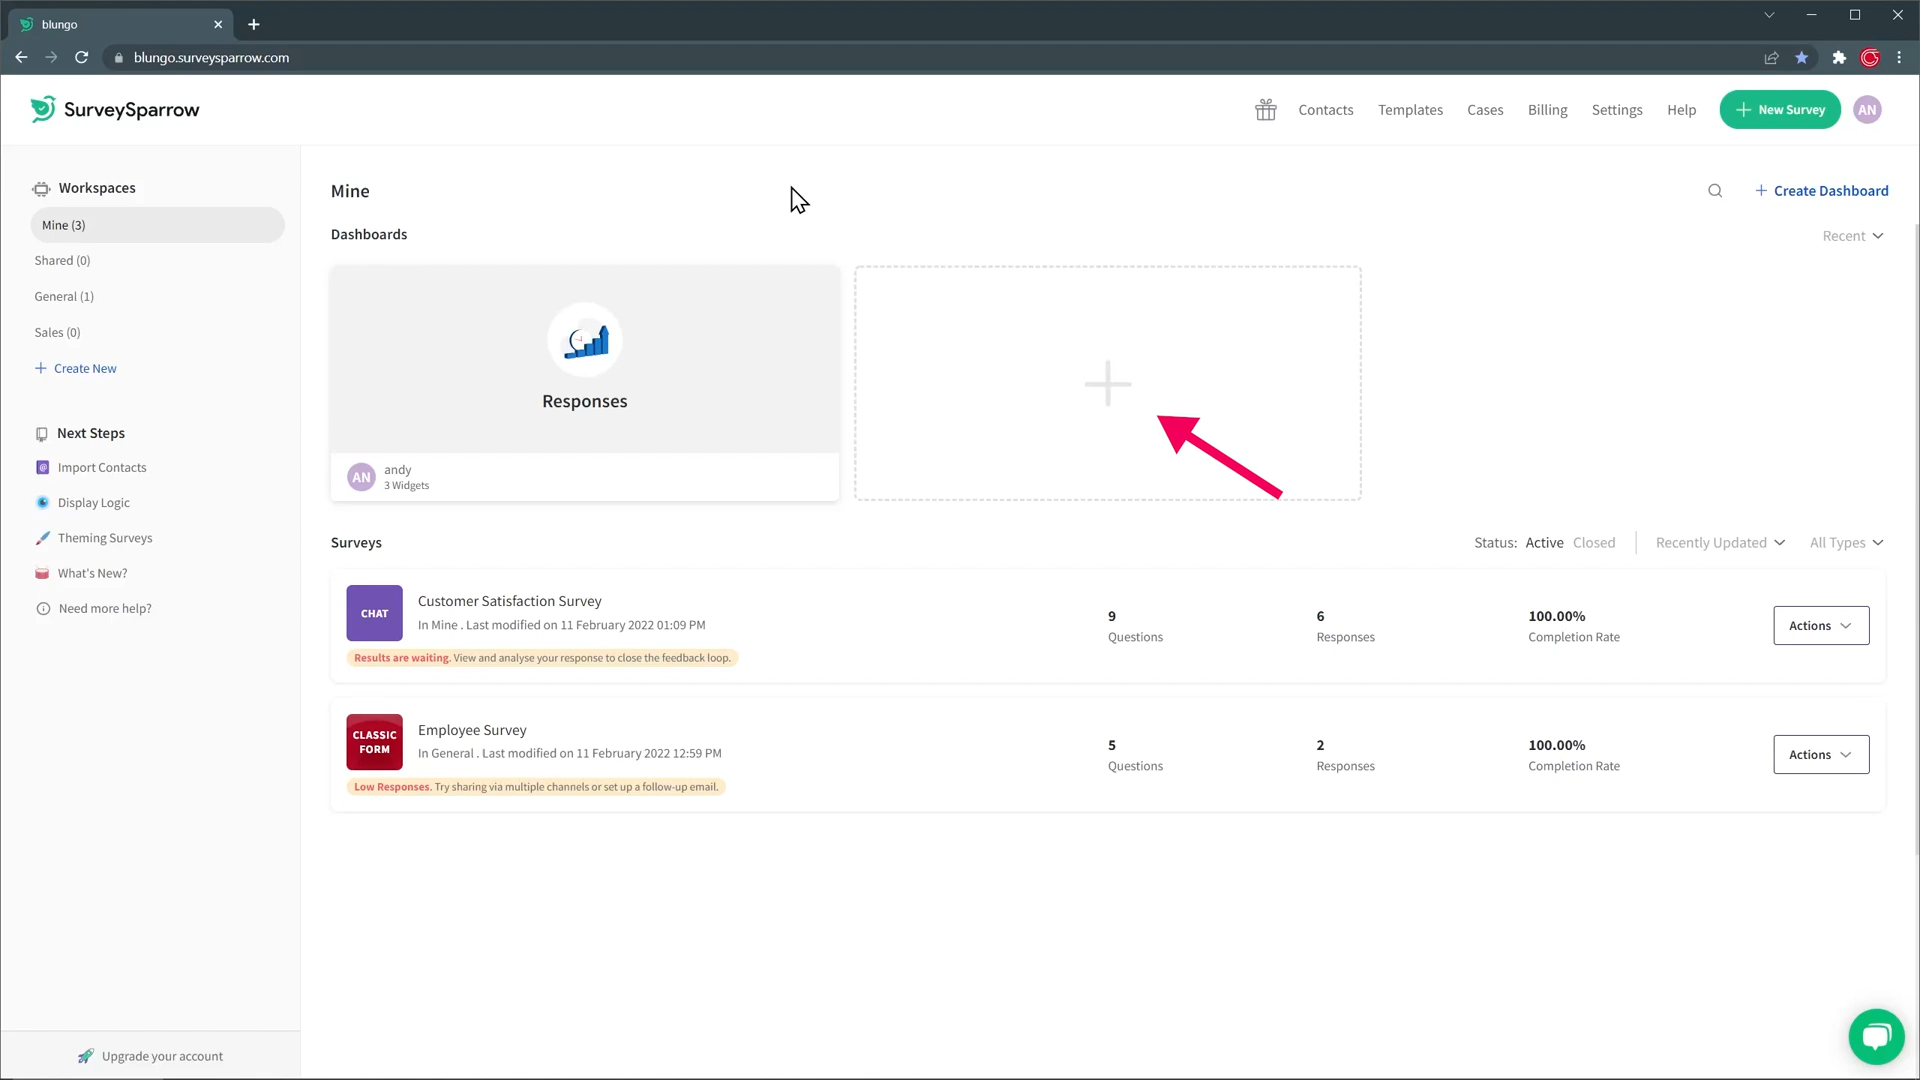 blungo
blungo.surveysparrow.com
SurveySparrow
Contacts
Templates
Cases
Billing
Settings
Help
New Survey
AN
Workspaces
Mine (3)
Shared (0)
General (1)
Sales (0)
Create New
Next Steps
Import Contacts
Display Logic
Theming Surveys
What's New?
Need more help?
Upgrade your account
Mine
Create Dashboard
Dashboards
Recent
Responses
AN
andy
3 Widgets
Surveys
Status: Active Closed
Recently Updated
All Types
CHAT
Customer Satisfaction Survey
In Mine . Last modified on 11 February 2022 01:09 PM
Results are waiting. View and analyse your response to close the feedback loop.
9
Questions
6
Responses
100.00%
Completion Rate
Actions
CLASSIC
FORM
Employee Survey
In General . Last modified on 11 February 2022 12:59 PM
Low Responses. Try sharing via multiple channels or set up a follow-up email.
5
Questions
2
Responses
100.00%
Completion Rate
Actions